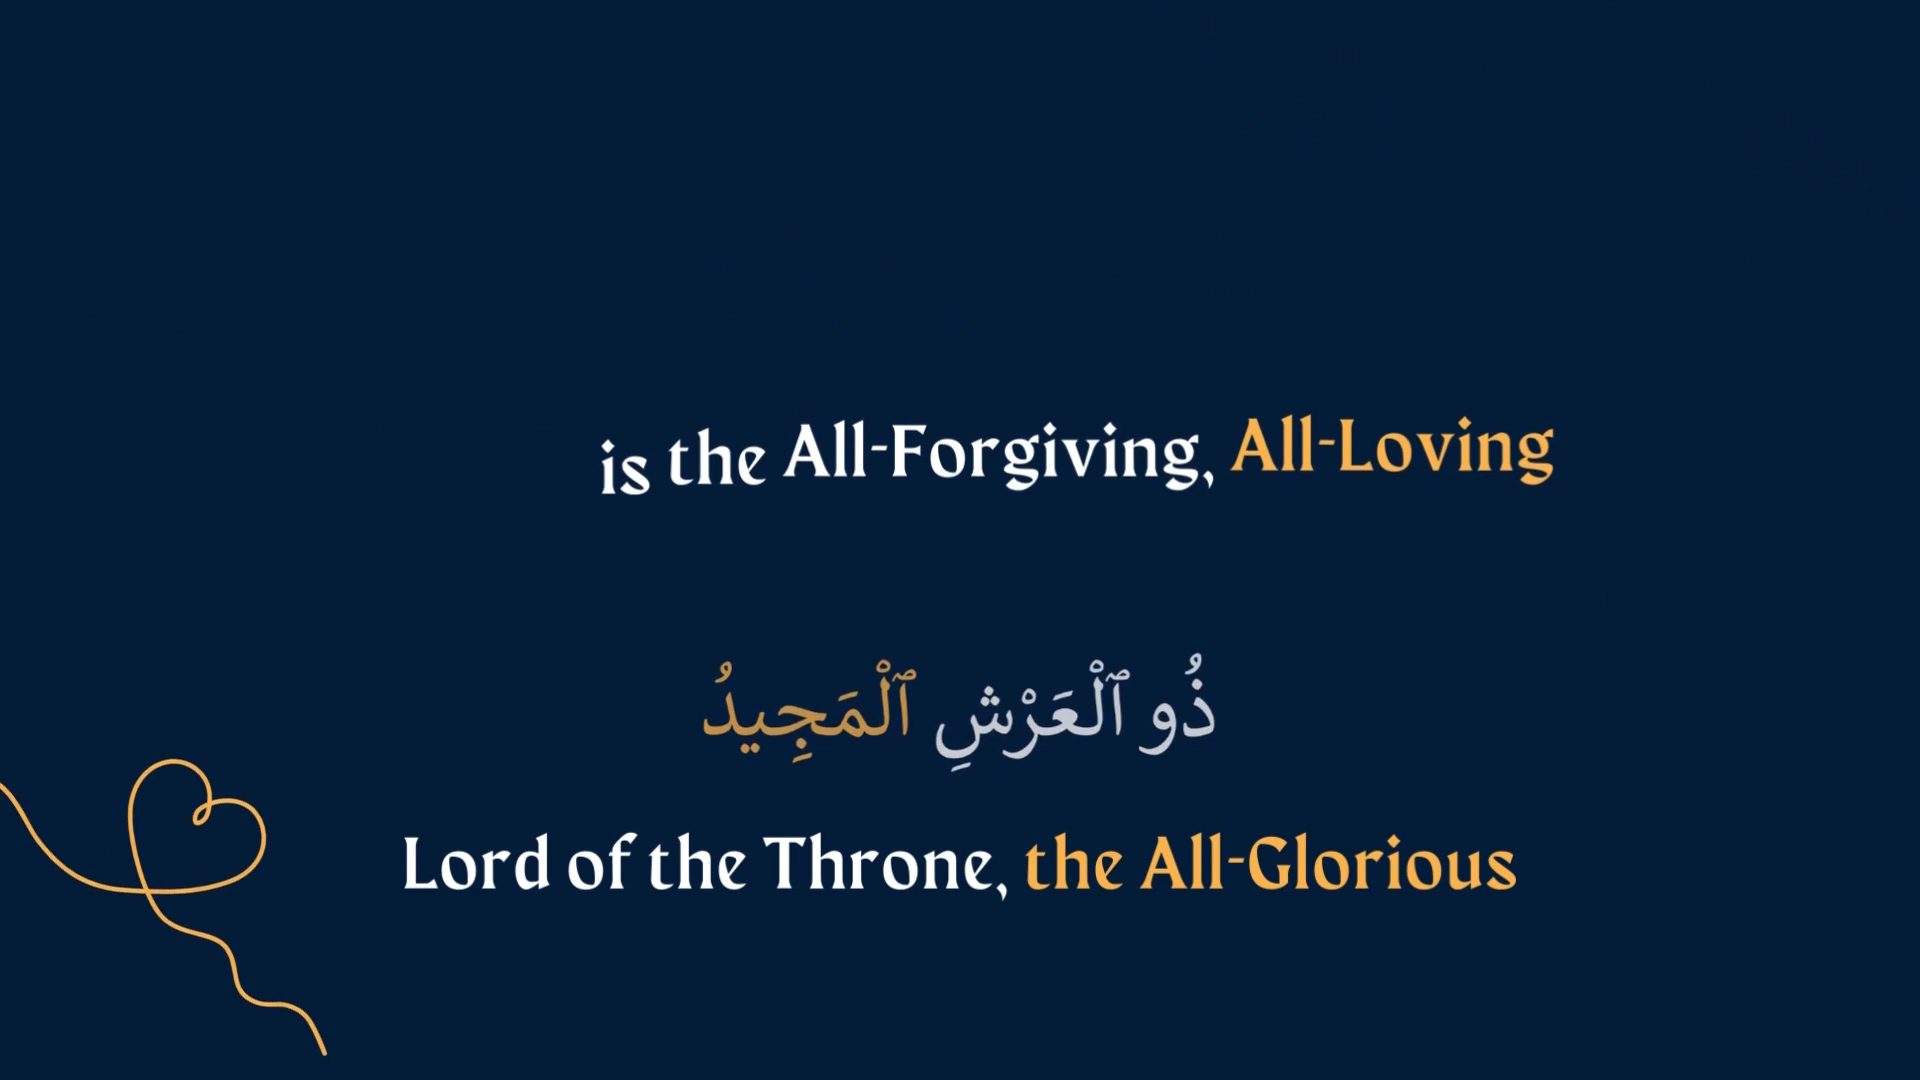 is the All-Forgiving, All-Loving
ذُو ٱلْعَرْشِ ٱلْمَجِيدُ
Lord of the Throne, the All-Glorious